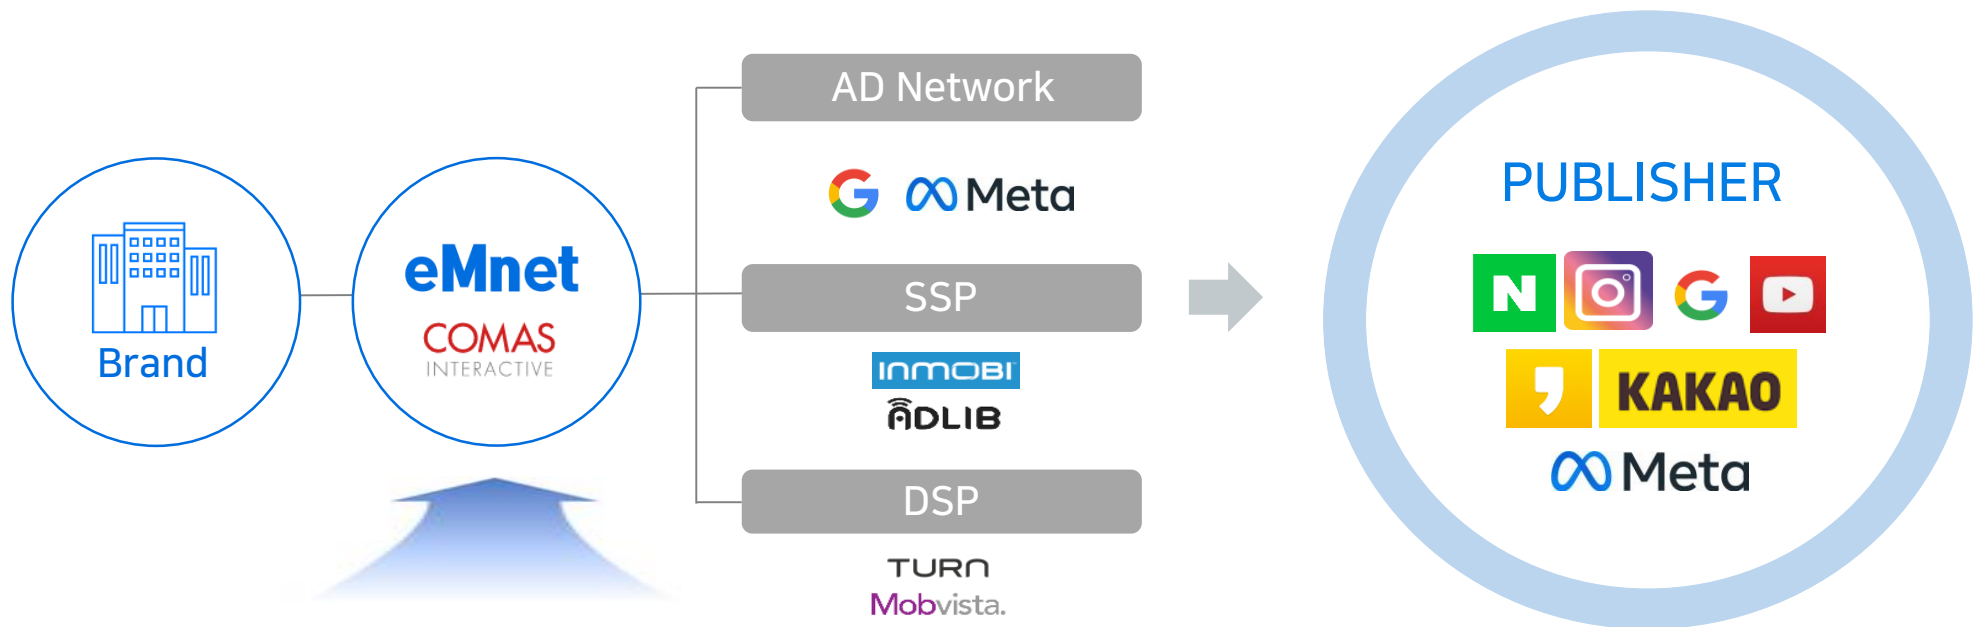 Brand
eMnet
COMAS
INTERACTIVE
AD Network
G Meta
SSP
INMOBI
ADLIB
DSP
TURN
Mobvista.
PUBLISHER
N G
KAKAO
Meta